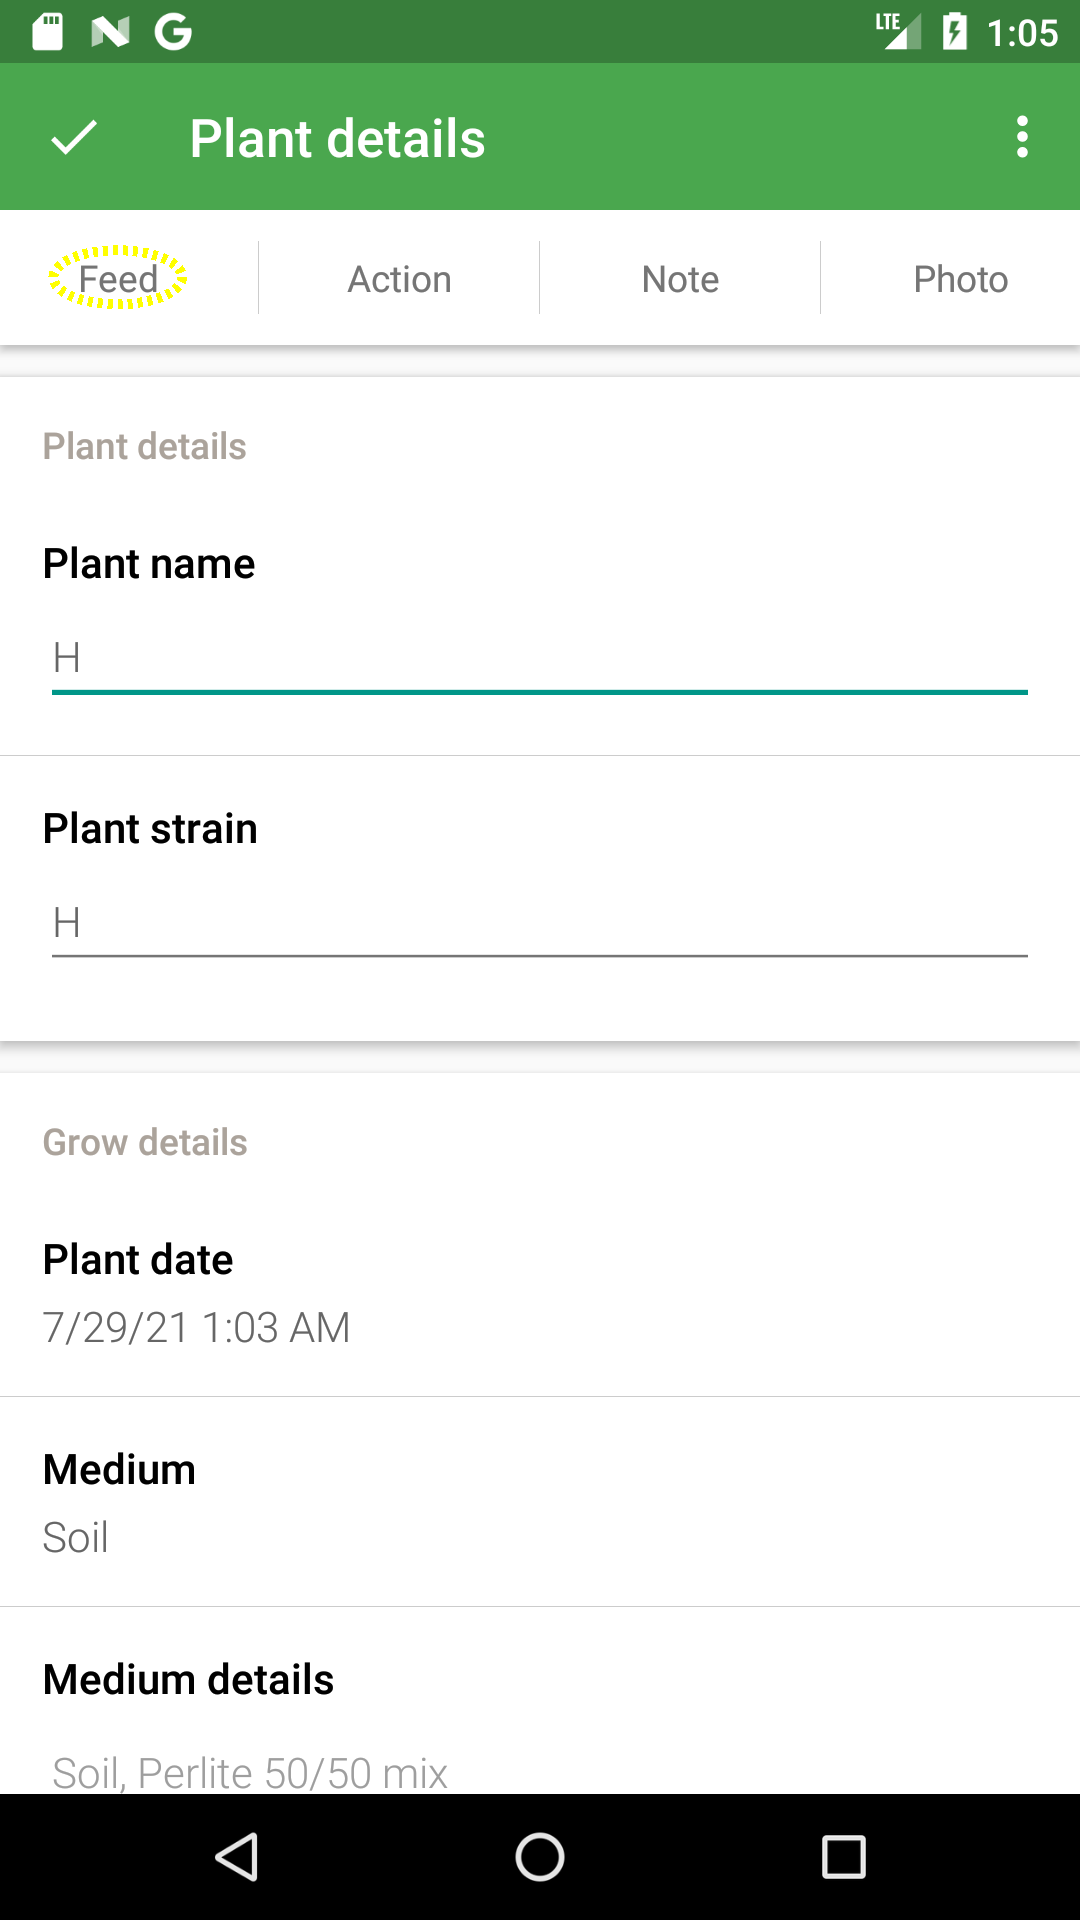 LTE 1:05
Plant details
Feed Action Note Photo
Plant details
Plant name
H
Plant strain
H
Grow details
Plant date
7/29/21 1:03 AM
Medium
Soil
Medium details
Soil, Perlite 50/50 mix